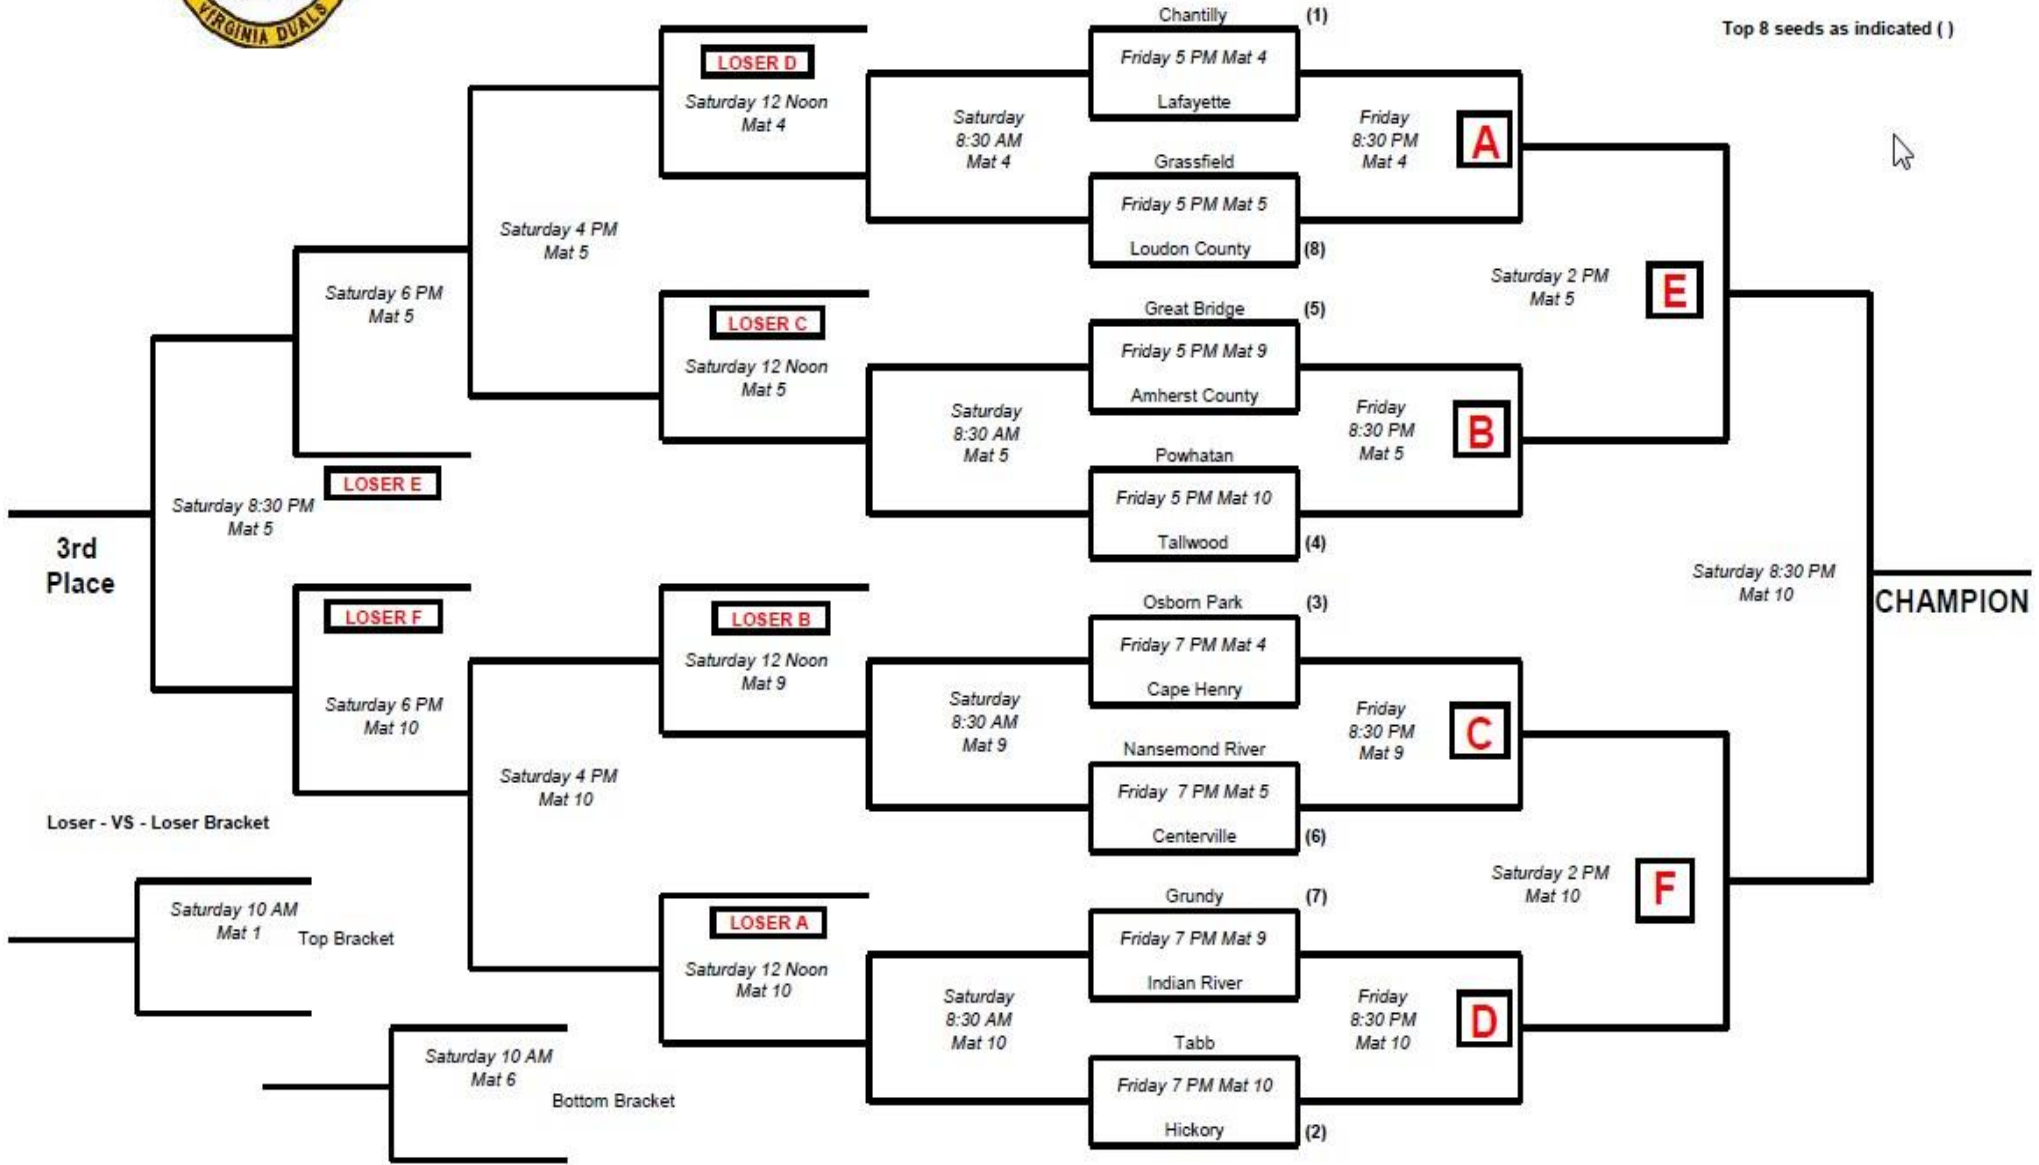 VIRGINIA DUALS
Top 8 seeds as indicated ( )
Chantilly (1)
Friday 5 PM Mat 4
Lafayette
Grassfield
Friday 5 PM Mat 5
Loudon County (8)
Great Bridge (5)
Friday 5 PM Mat 9
Amherst County
Powhatan
Friday 5 PM Mat 10
Tallwood (4)
Osborn Park (3)
Friday 7 PM Mat 4
Cape Henry
Nansemond River
Friday 7 PM Mat 5
Centerville (6)
Grundy (7)
Friday 7 PM Mat 9
Indian River
Tabb
Friday 7 PM Mat 10
Hickory (2)
Friday
8:30 PM
Mat 4
A
Friday
8:30 PM
Mat 5
B
Friday
8:30 PM
Mat 9
C
Friday
8:30 PM
Mat 10
D
Saturday 2 PM
Mat 5
E
Saturday 2 PM
Mat 10
F
Saturday 8:30 PM
Mat 10
CHAMPION
Saturday
8:30 AM
Mat 4
Saturday
8:30 AM
Mat 5
Saturday
8:30 AM
Mat 9
Saturday
8:30 AM
Mat 10
LOSER D
Saturday 12 Noon
Mat 4
LOSER C
Saturday 12 Noon
Mat 5
LOSER B
Saturday 12 Noon
Mat 9
LOSER A
Saturday 12 Noon
Mat 10
Saturday 4 PM
Mat 5
Saturday 4 PM
Mat 10
Saturday 6 PM
Mat 5
LOSER E
LOSER F
Saturday 6 PM
Mat 10
Saturday 8:30 PM
Mat 5
3rd
Place
Loser - VS - Loser Bracket
Saturday 10 AM
Mat 1
Top Bracket
Saturday 10 AM
Mat 6
Bottom Bracket